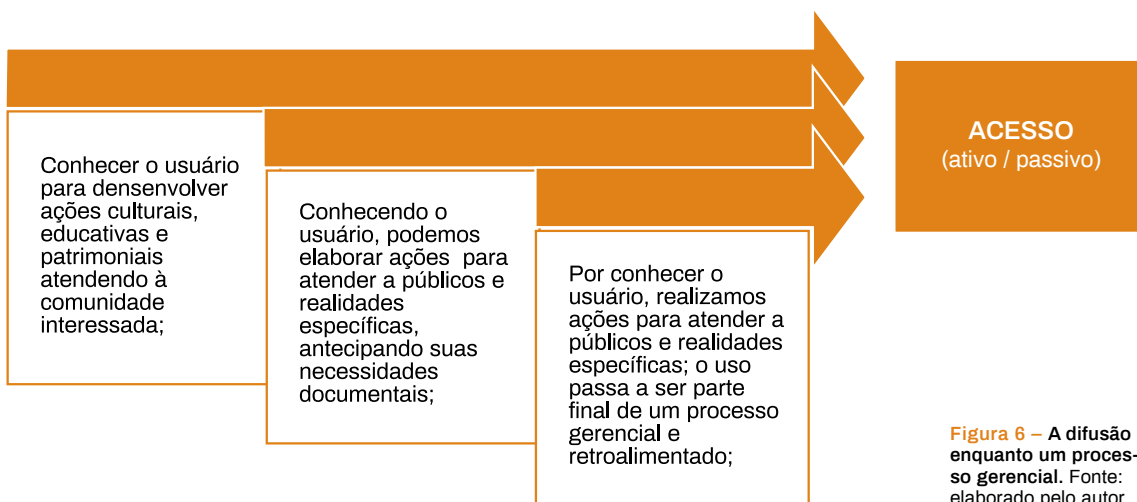 Conhecer o usuário
para densenvolver
ações culturais,
educativas e
patrimoniais
atendendo à
comunidade
interessada;
Conhecendo o
usuário, podemos
elaborar ações para
atender a públicos e
realidades
específicas,
antecipando suas
necessidades
documentais;
Por conhecer o
usuário, realizamos
ações para atender a
públicos e realidades
específicas; o uso
passa a ser parte
final de um processo
gerencial e
retroalimentado;
ACESSO
(ativo / passivo)
Figura 6 – A difusão
enquanto um proces-
so gerencial. Fonte:
elaborado pelo autor